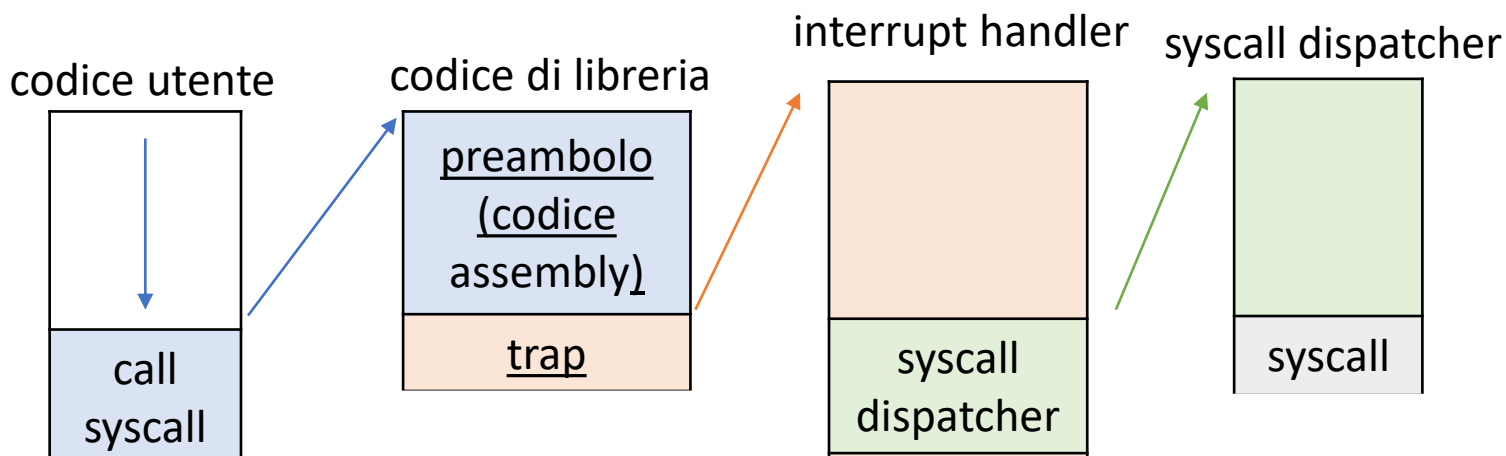 codice utente
call
syscall
codice di libreria
preambolo
(codice
assembly)
trap
interrupt handler
syscall
dispatcher
syscall dispatcher
syscall